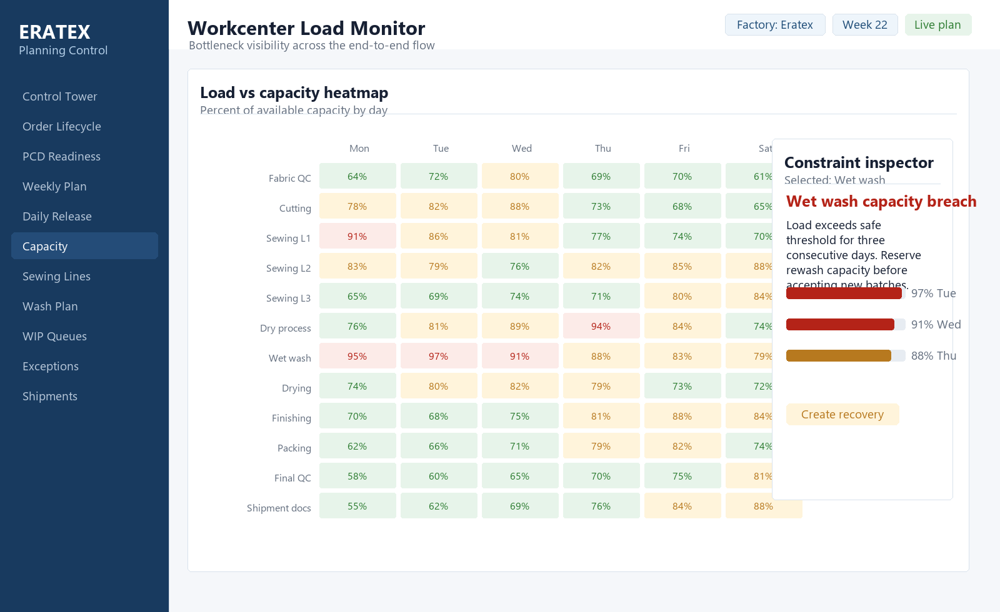 ERATEX
Planning Control
Control Tower
Order Lifecycle
PCD Readiness
Weekly Plan
Daily Release
Capacity
Sewing Lines
Wash Plan
WIP Queues
Exceptions
Shipments
Workcenter Load Monitor
Bottleneck visibility across the end-to-end flow
Factory: Eratex
Week 22
Live plan
Load vs capacity heatmap
Percent of available capacity by day
Mon Tue Wed Thu Fri Sat
Fabric QC 64% 72% 80% 69% 70% 61%
Cutting 78% 82% 88% 73% 68% 65%
Sewing L1 91% 86% 81% 77% 74% 70%
Sewing L2 83% 79% 76% 82% 85% 88%
Sewing L3 65% 69% 74% 71% 80% 84%
Dry process 76% 81% 89% 94% 84% 74%
Wet wash 95% 97% 91% 88% 83% 79%
Drying 74% 80% 82% 79% 73% 72%
Finishing 70% 68% 75% 81% 88% 84%
Packing 62% 66% 71% 79% 82% 74%
Final QC 58% 60% 65% 70% 75% 81%
Shipment docs 55% 62% 69% 76% 84% 88%
Constraint inspector
Selected: Wet wash
Wet wash capacity breach
Load exceeds safe
threshold for three
consecutive days. Reserve
rewash capacity before
accepting new batches.
97% Tue
91% Wed
88% Thu
Create recovery